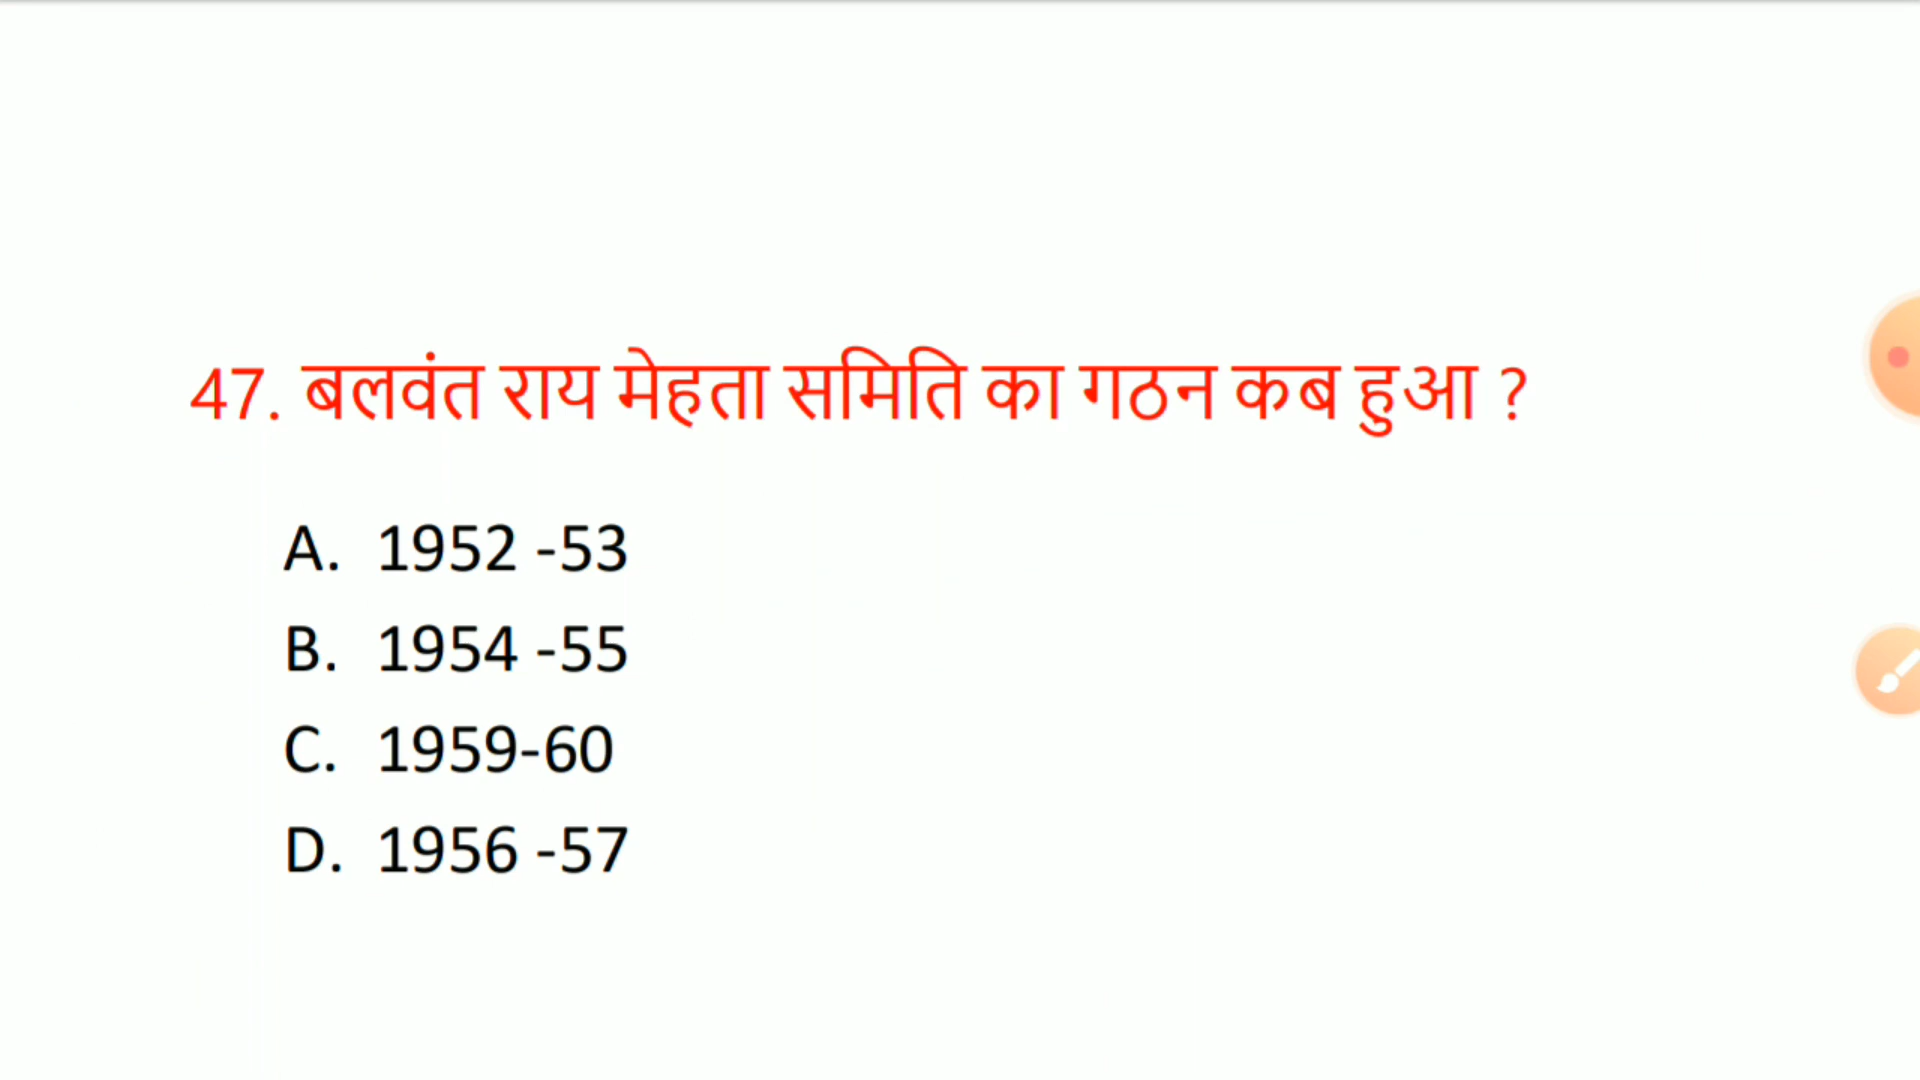 47. बलवंत राय मेहता समिति का गठन कब हुआ ?
A. 1952 -53
B. 1954 -55
C. 1959-60
D. 1956 -57